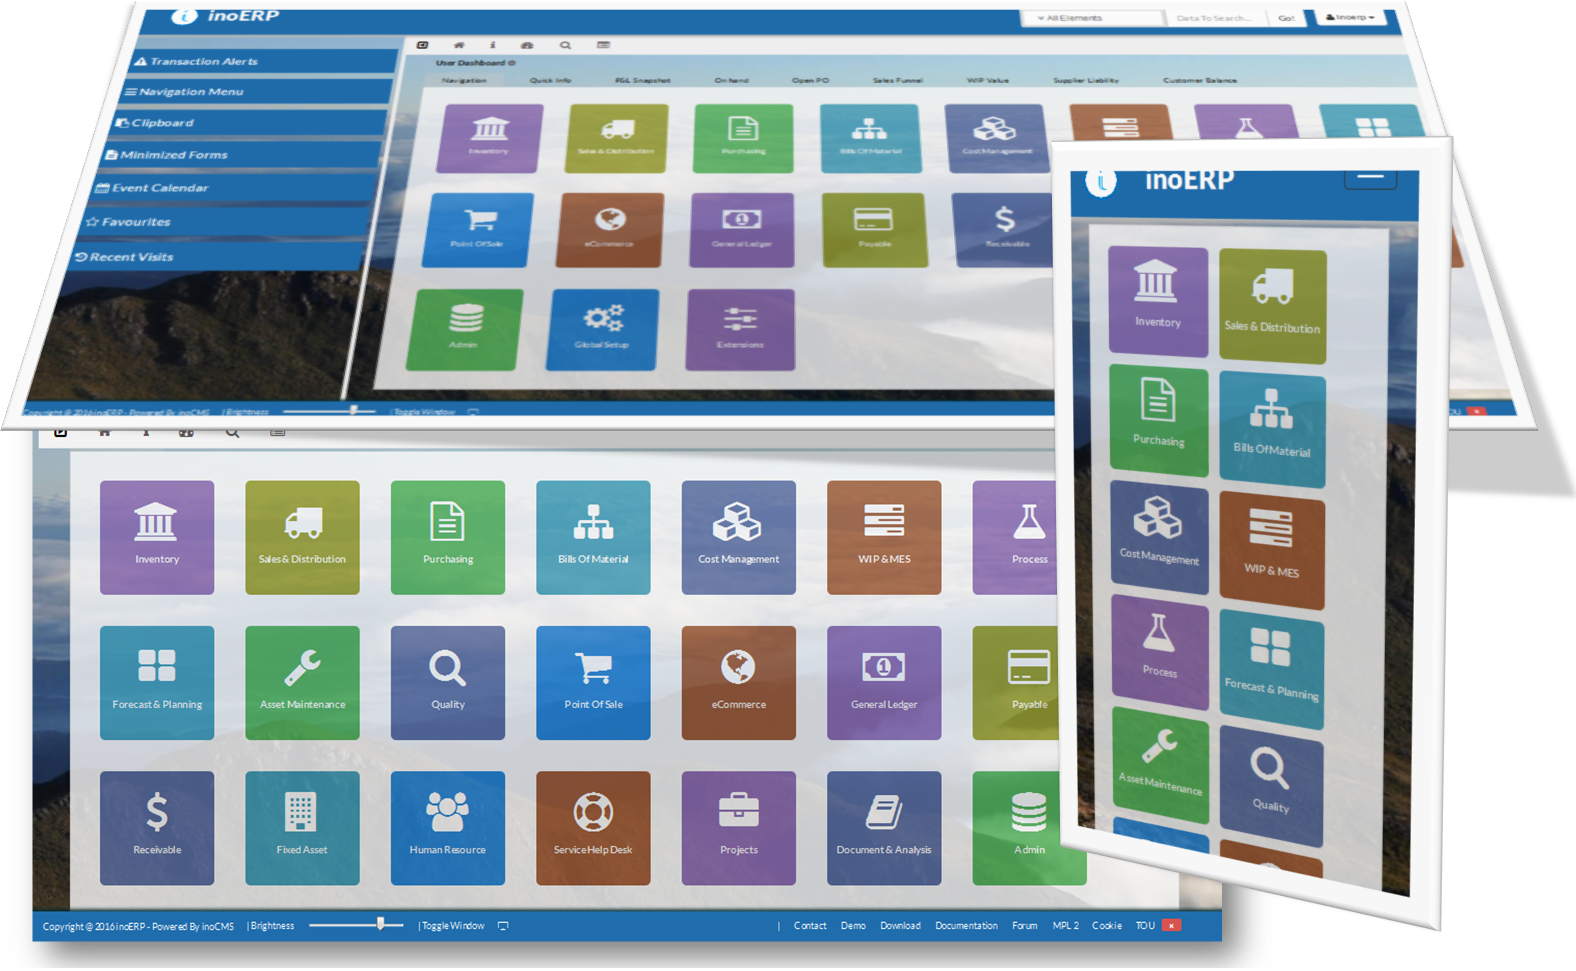 inoERP
All Elements
Data To Search...
Go!
Inoerp
Transaction Alerts
Navigation Menu
Clipboard
Minimized Forms
Event Calendar
Favourites
Recent Visits
User Dashboard
Navigation Quick Info R&L Snapshot On hand Open PO Sales Funnel WIP Value Supplier Liability Customer Balance
Inventory Sales & Distribution Purchasing Bills Of Material Cost Management
Point Of Sale eCommerce General Ledger Payable Receivable
Admin Global Setup Extensions
Copyright @ 2016 inoERP - Powered By inoCMS | Brightness | Toggle Window
TOU
Inventory Sales & Distribution Purchasing Bills Of Material Cost Management WIP & MES Process
Forecast & Planning Asset Maintenance Quality Point Of Sale eCommerce General Ledger Payable
Receivable Fixed Asset Human Resource Service Help Desk Projects Document & Analysis Admin
Copyright @ 2016 inoERP - Powered By inoCMS | Brightness | Toggle Window | Contact Demo Download Documentation Forum MPL 2 Cookie TOU
inoERP
Inventory Sales & Distribution
Purchasing Bills Of Material
Cost Management WIP & MES
Process Forecast & Planning
Asset Maintenance Quality